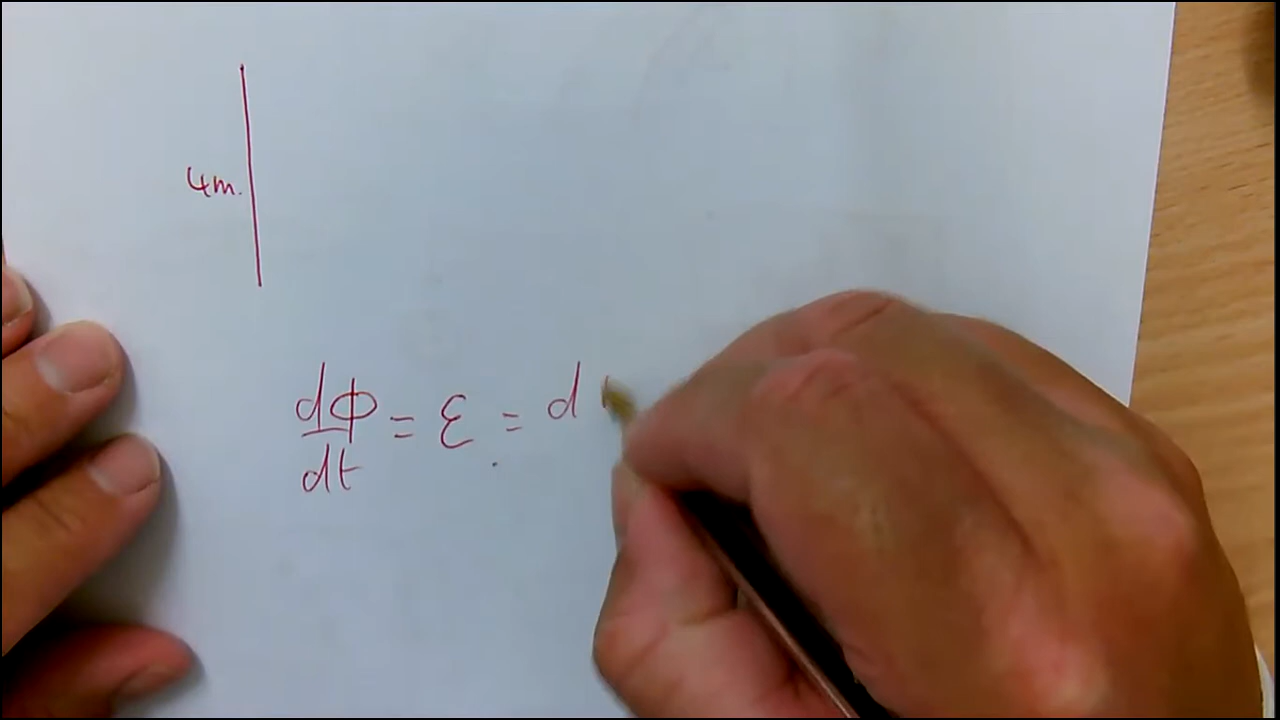 4m.
dϕ/dt = ε = d